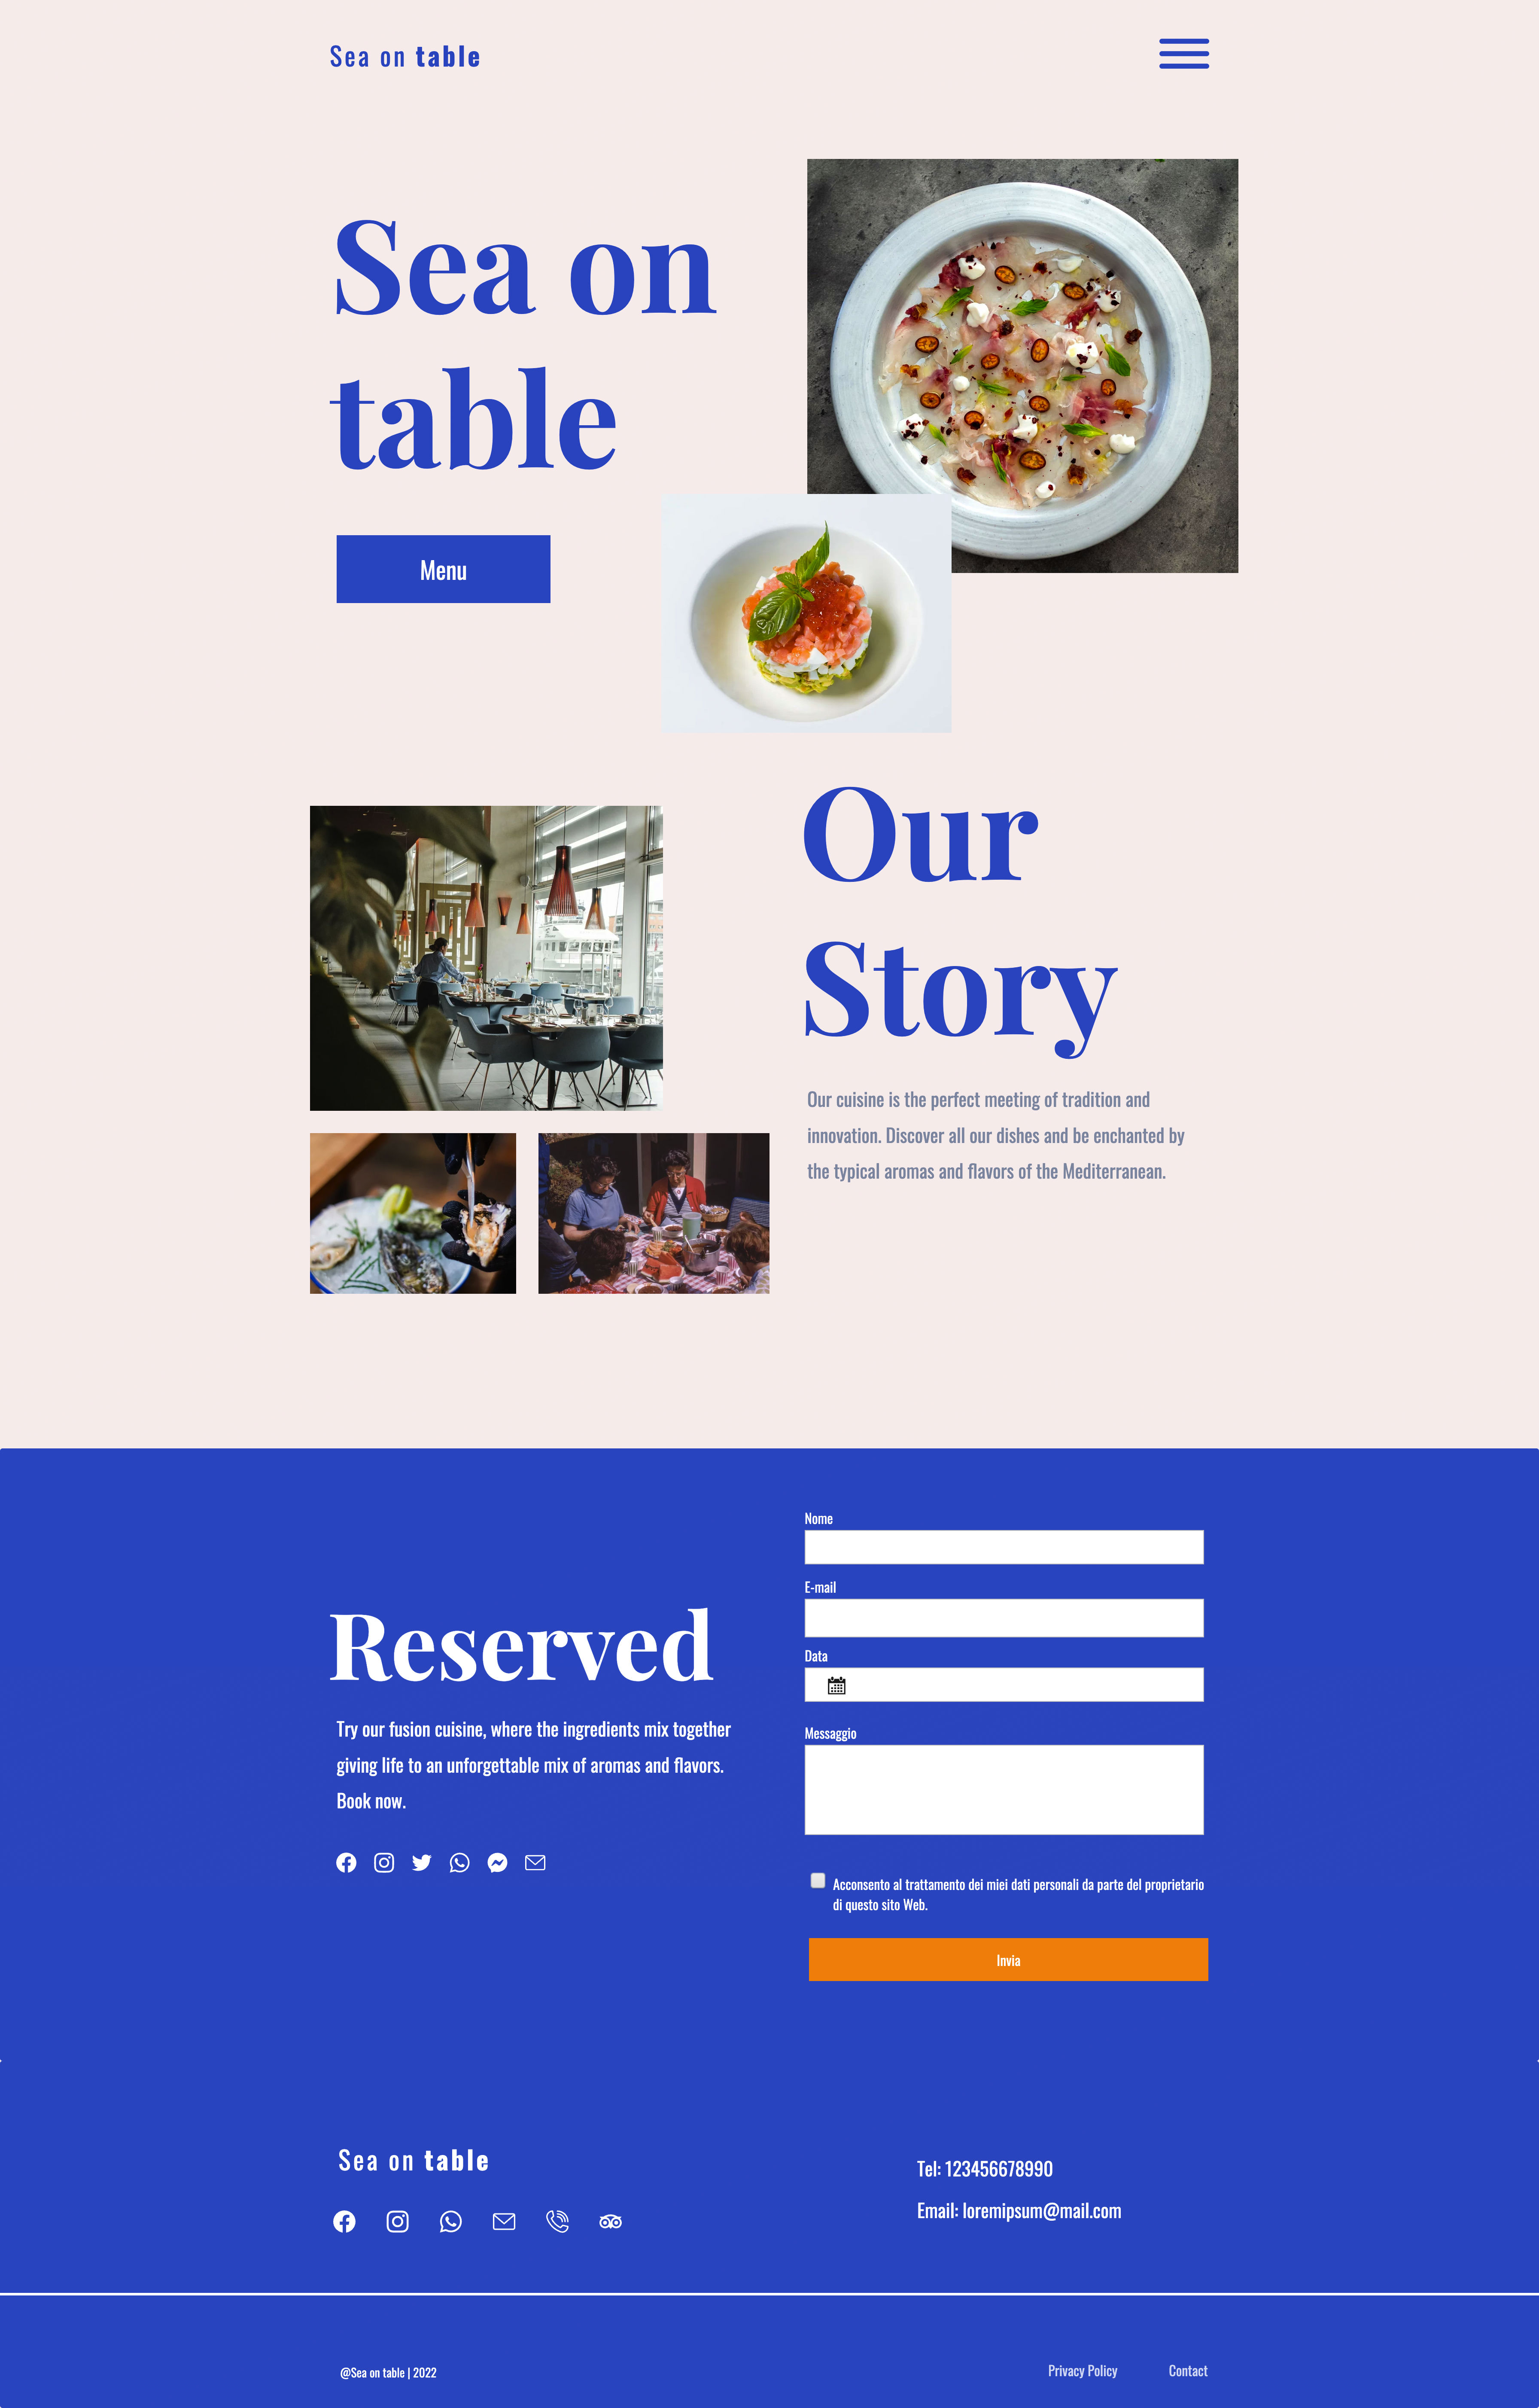 Sea on table
Sea on
table
Menu
Our
Story
Our cuisine is the perfect meeting of tradition and
innovation. Discover all our dishes and be enchanted by
the typical aromas and flavors of the Mediterranean.
Reserved
Try our fusion cuisine, where the ingredients mix together
giving life to an unforgettable mix of aromas and flavors.
Book now.
Nome
E-mail
Data
Messaggio
Acconsento al trattamento dei miei dati personali da parte del proprietario
di questo sito Web.
Invia
Sea on table
Tel: 123456678990
Email: loremipsum@mail.com
@Sea on table | 2022
Privacy Policy
Contact